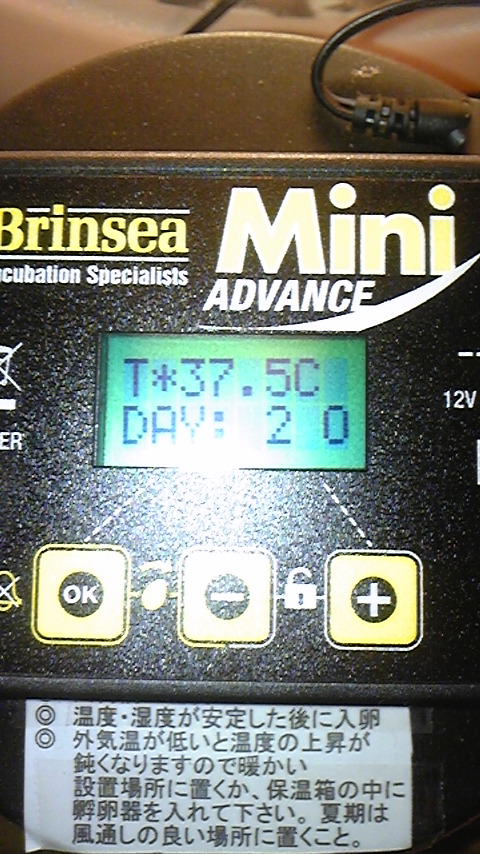 Brinsea
ncubation Specialists
Mini
ADVANCE
T*37.5C
DAY: 20
12V
ER
OK
◎ 温度・湿度が安定した後に入卵
◎ 外気温が低いと温度の上昇が
鈍くなりますので暖かい
設置場所に置くか、保温箱の中に
孵卵器を入れて下さい。夏期は
風通しの良い場所に置くこと。